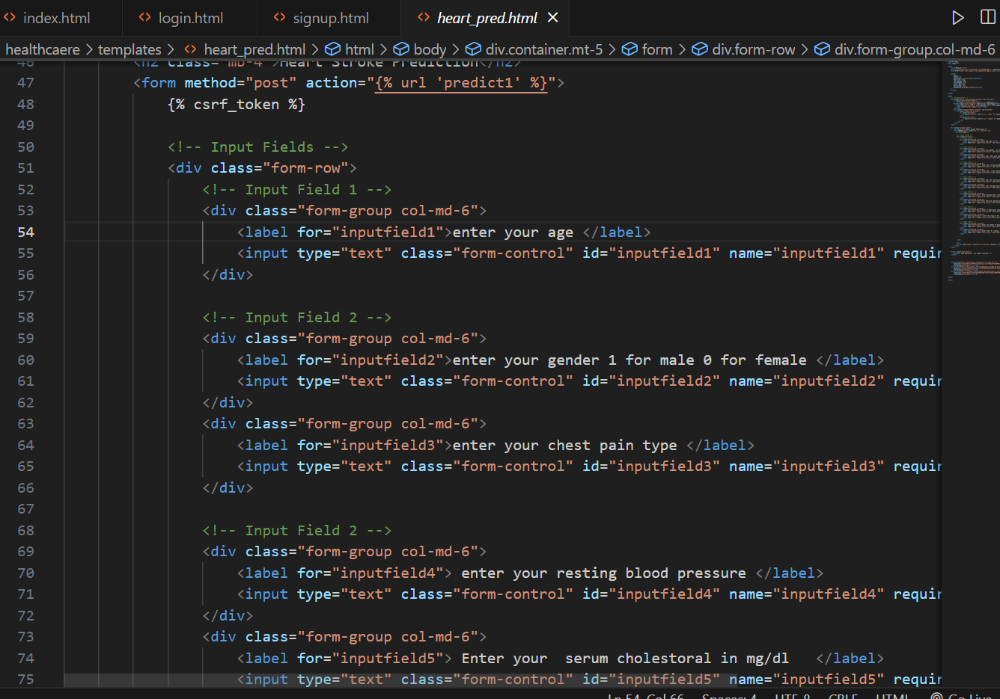 index.html login.html signup.html heart_pred.html
healthcaere > templates > heart_pred.html > html > body > div.container.mt-5 > form > div.form-row > div.form-group.col-md-6
46 <h2 class="mb-4">Heart Stroke Prediction</h2>
47 <form method="post" action="{% url 'predict1' %}">
48 {% csrf_token %}
49
50 <!-- Input Fields -->
51 <div class="form-row">
52 <!-- Input Field 1 -->
53 <div class="form-group col-md-6">
54 <label for="inputfield1">enter your age </label>
55 <input type="text" class="form-control" id="inputfield1" name="inputfield1" requir
56 </div>
57
58 <!-- Input Field 2 -->
59 <div class="form-group col-md-6">
60 <label for="inputfield2">enter your gender 1 for male 0 for female </label>
61 <input type="text" class="form-control" id="inputfield2" name="inputfield2" requir
62 </div>
63 <div class="form-group col-md-6">
64 <label for="inputfield3">enter your chest pain type </label>
65 <input type="text" class="form-control" id="inputfield3" name="inputfield3" requir
66 </div>
67
68 <!-- Input Field 2 -->
69 <div class="form-group col-md-6">
70 <label for="inputfield4"> enter your resting blood pressure </label>
71 <input type="text" class="form-control" id="inputfield4" name="inputfield4" requir
72 </div>
73 <div class="form-group col-md-6">
74 <label for="inputfield5"> Enter your  serum cholestoral in mg/dl   </label>
75 <input type="text" class="form-control" id="inputfield5" name="inputfield5" requir
Ln 54, Col 66 Spaces: 4 UTF-8 CRLF HTML Go Live